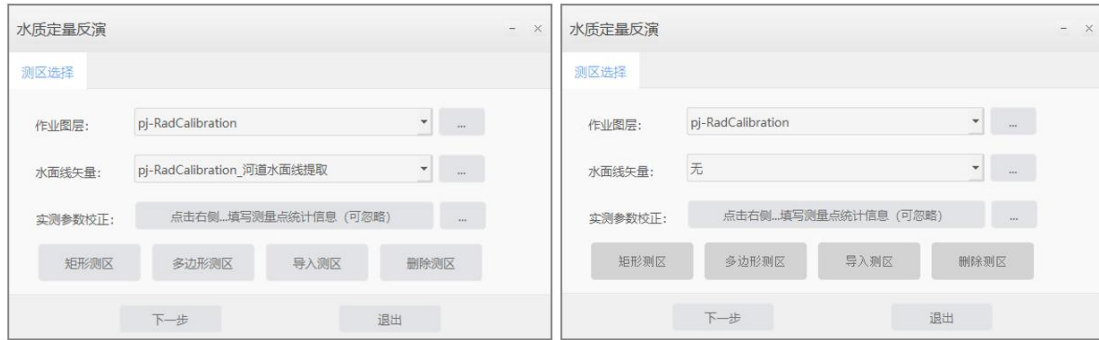 水质定量反演
测区选择
作业图层: pj-RadCalibration ...
水面线矢量: pj-RadCalibration_河道水面线提取 ...
实测参数校正: 点击右侧...填写测量点统计信息（可忽略） ...
矩形测区 多边形测区 导入测区 删除测区
下一步 退出
水质定量反演
测区选择
作业图层: pj-RadCalibration ...
水面线矢量: 无 ...
实测参数校正: 点击右侧...填写测量点统计信息（可忽略） ...
矩形测区 多边形测区 导入测区 删除测区
下一步 退出